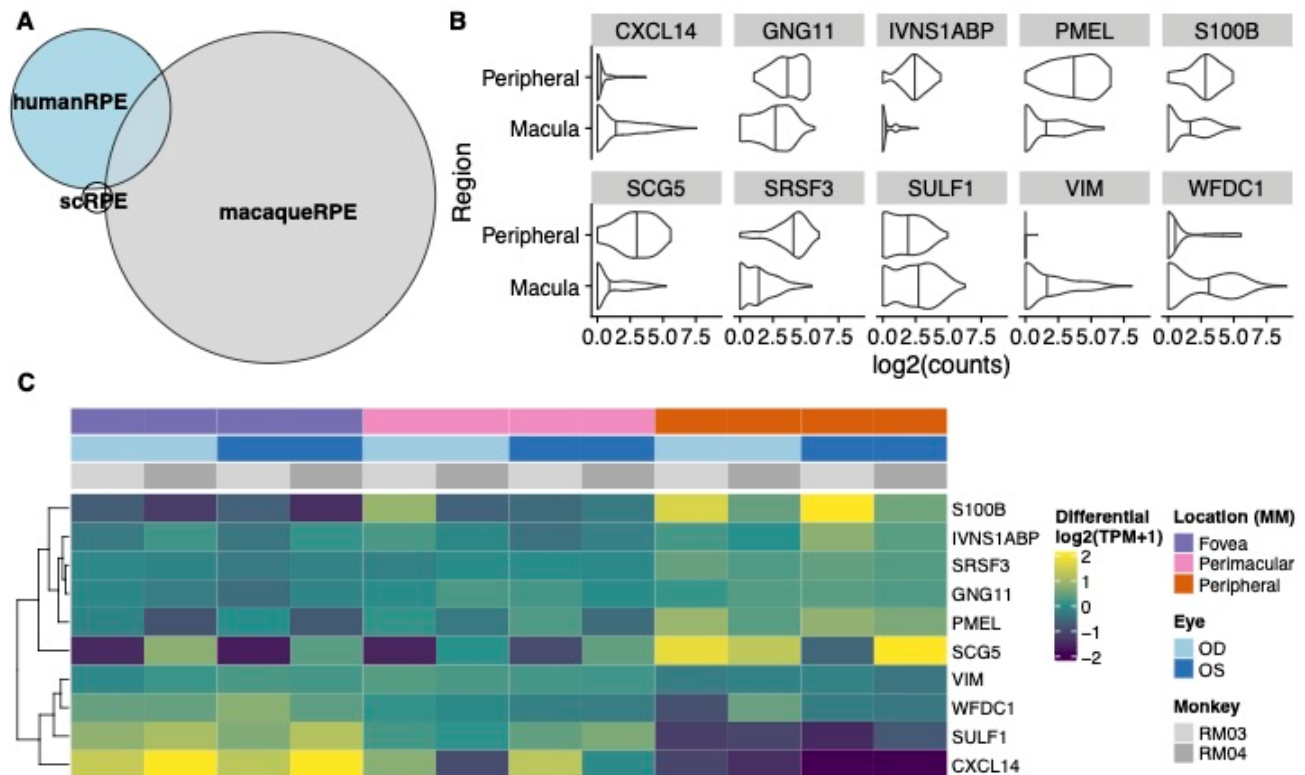 A
humanRPE
scRPE
macaqueRPE
B
CXCL14 GNG11 IVNS1ABP PMEL S100B
Peripheral
Macula
SCG5 SRSF3 SULF1 VIM WFDC1
Peripheral
Macula
Region
0.02.55.07.5 0.02.55.07.5 0.02.55.07.5 0.02.55.07.5 0.02.55.07.5
log2(counts)
C
S100B
IVNS1ABP
SRSF3
GNG11
PMEL
SCG5
VIM
WFDC1
SULF1
CXCL14
Differential
log2(TPM+1)
2
1
0
−1
−2
Location (MM)
Fovea
Perimacular
Peripheral
Eye
OD
OS
Monkey
RM03
RM04